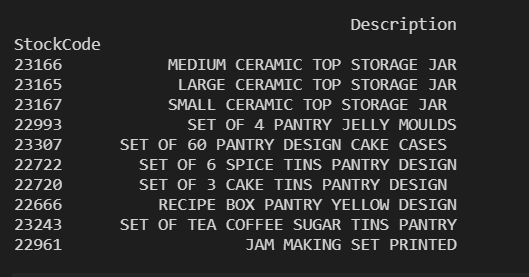 Description
StockCode
23166 MEDIUM CERAMIC TOP STORAGE JAR
23165 LARGE CERAMIC TOP STORAGE JAR
23167 SMALL CERAMIC TOP STORAGE JAR
22993 SET OF 4 PANTRY JELLY MOULDS
23307 SET OF 60 PANTRY DESIGN CAKE CASES
22722 SET OF 6 SPICE TINS PANTRY DESIGN
22720 SET OF 3 CAKE TINS PANTRY DESIGN
22666 RECIPE BOX PANTRY YELLOW DESIGN
23243 SET OF TEA COFFEE SUGAR TINS PANTRY
22961 JAM MAKING SET PRINTED